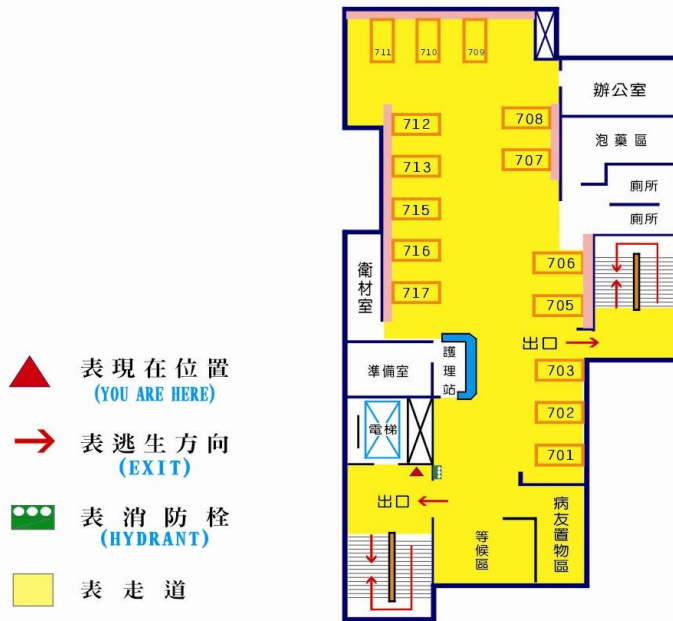 711
710
709
辦公室
712
708
泡藥區
713
707
廁所
715
廁所
716
706
衛材室
717
705
出口
護理站
準備室
703
702
電梯
701
出口
病友置物區
等候區
表現在位置
(YOU ARE HERE)
表逃生方向
(EXIT)
表消防栓
(HYDRANT)
表走道